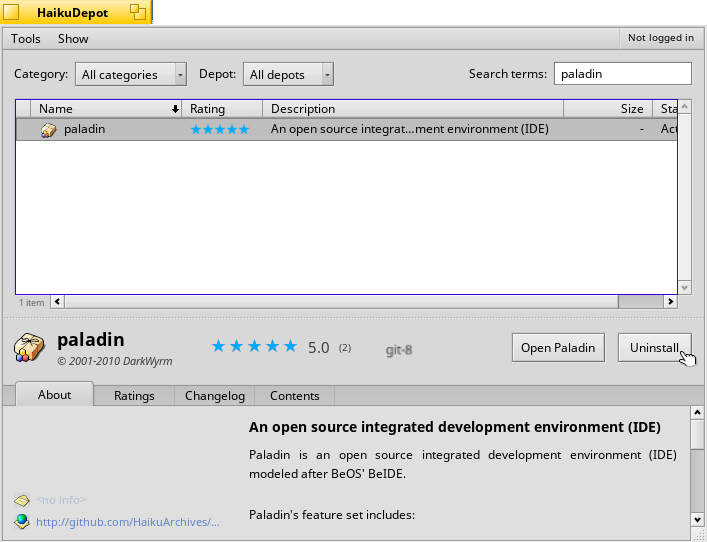 HaikuDepot
Tools Show Not logged in
Category: All categories Depot: All depots Search terms: paladin
Name Rating Description Size Sta
paladin An open source integrat...ment environment (IDE) - Act
1 item
paladin
5.0 (2) git-8 Open Paladin Uninstall
© 2001-2010 DarkWyrm
About Ratings Changelog Contents
An open source integrated development environment (IDE)
Paladin is an open source integrated development environment (IDE)
modeled after BeOS' BeIDE.
<no info>
http://github.com/HaikuArchives/...
Paladin's feature set includes: